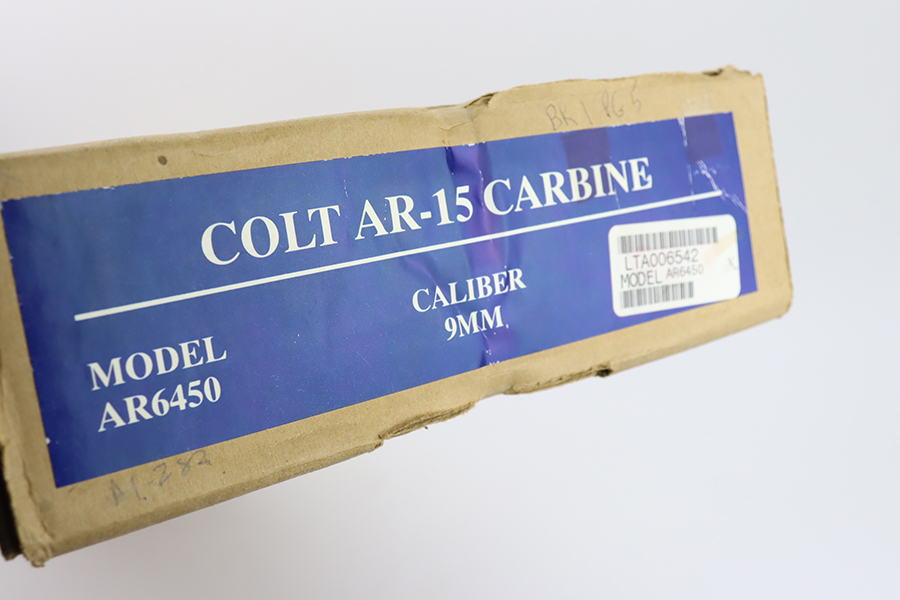 BK 1 PG 5
COLT AR-15 CARBINE
CALIBER
9MM
MODEL
AR6450
LTA006542
MODEL AR6450